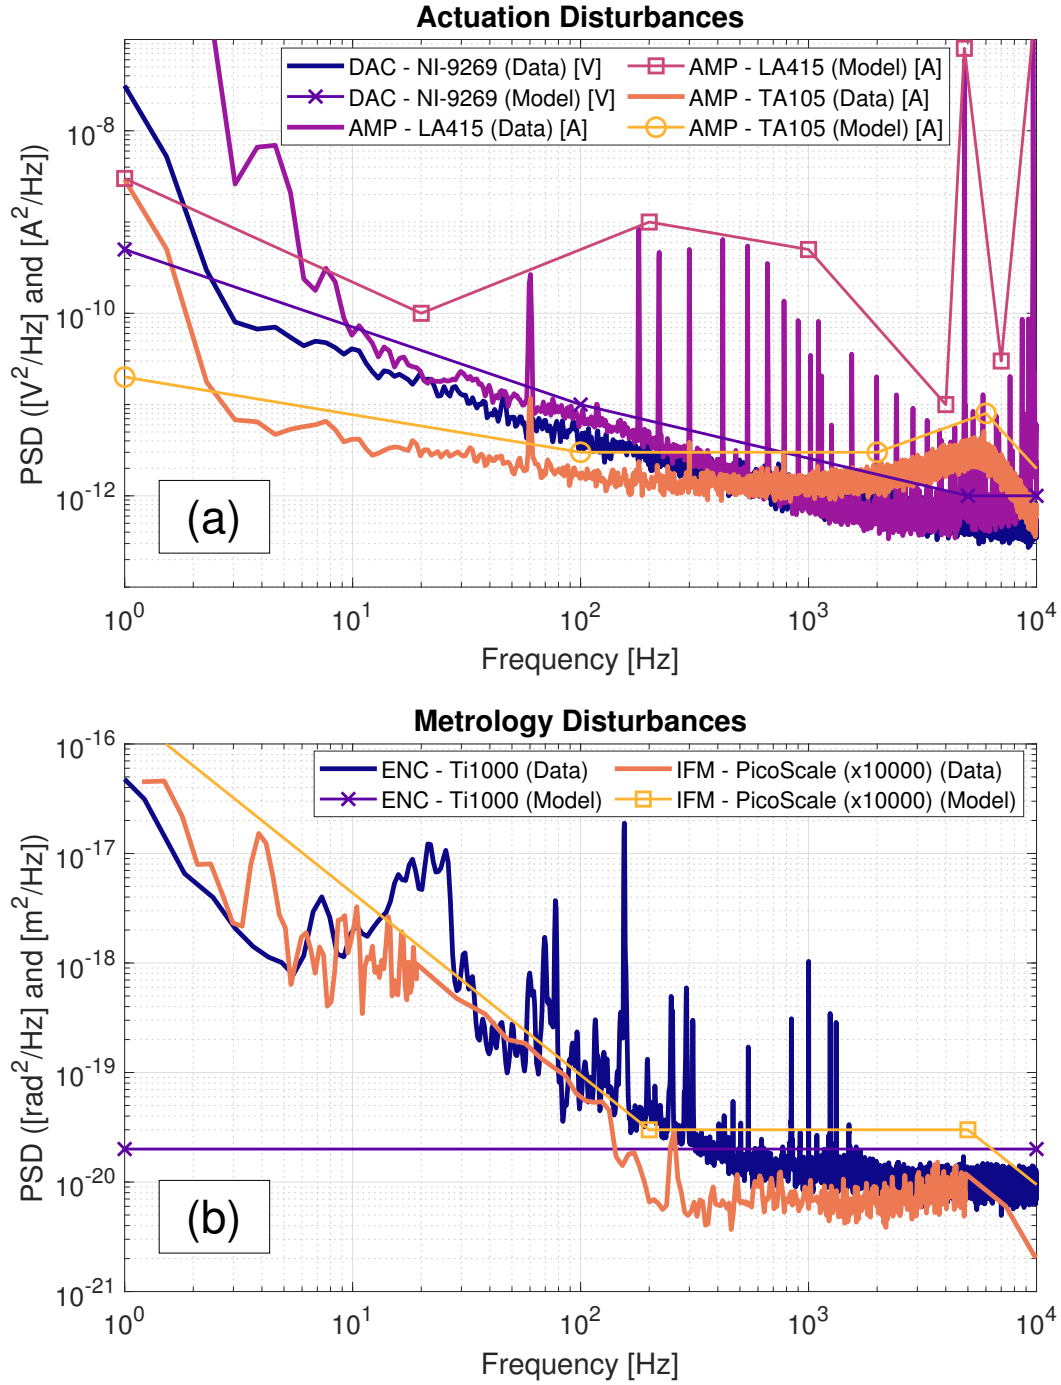 Actuation Disturbances
DAC - NI-9269 (Data) [V]
DAC - NI-9269 (Model) [V]
AMP - LA415 (Data) [A]
AMP - LA415 (Model) [A]
AMP - TA105 (Data) [A]
AMP - TA105 (Model) [A]
PSD ([V^2/Hz] and [A^2/Hz])
10^-8
10^-10
10^-12
(a)
10^0 10^1 10^2 10^3 10^4
Frequency [Hz]
Metrology Disturbances
ENC - Ti1000 (Data)
ENC - Ti1000 (Model)
IFM - PicoScale (x10000) (Data)
IFM - PicoScale (x10000) (Model)
PSD ([rad^2/Hz] and [m^2/Hz])
10^-16
10^-17
10^-18
10^-19
10^-20
10^-21
(b)
10^0 10^1 10^2 10^3 10^4
Frequency [Hz]